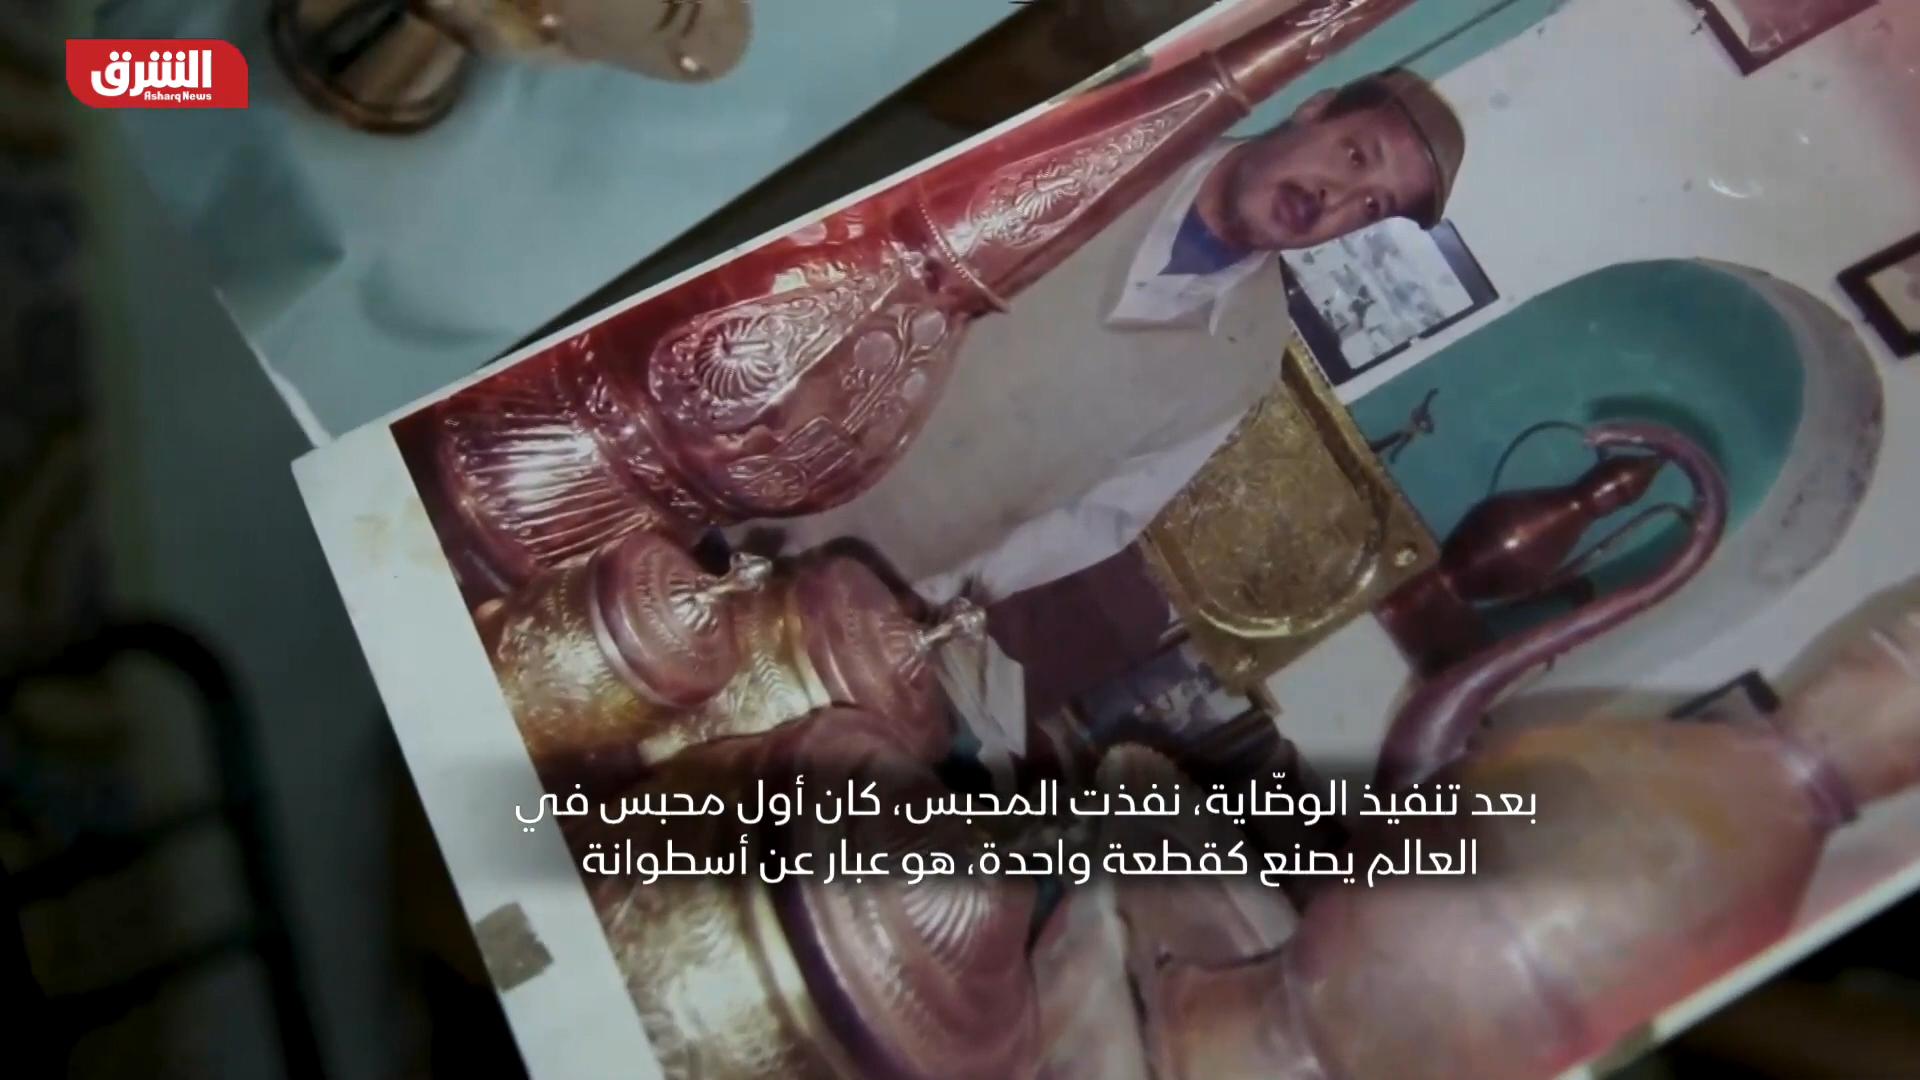 الشرق
Asharq News
بعد تنفيذ الوضّاية، نفذت المحبس، كان أول محبس في
العالم يصنع كقطعة واحدة، هو عبار عن أسطوانة